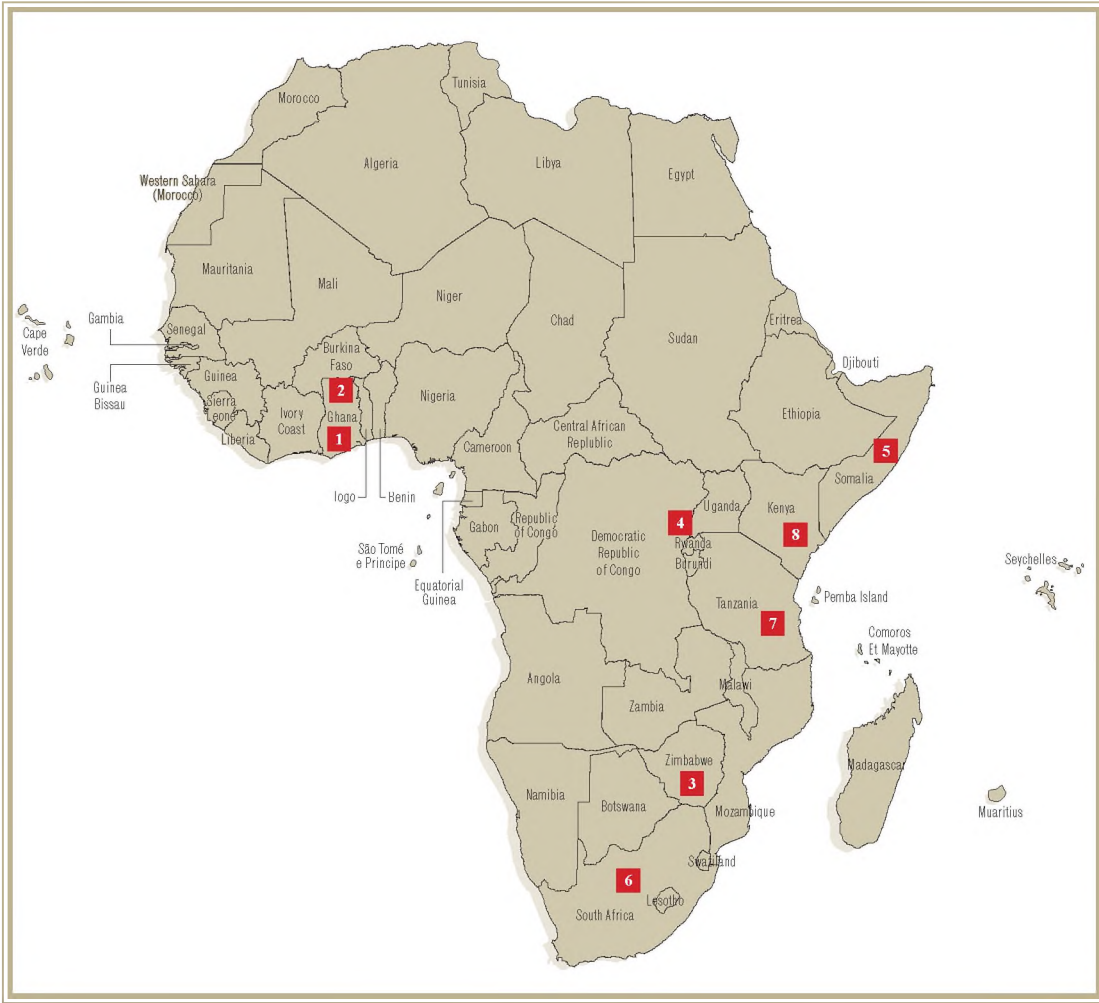 Tunisia
Morocco
Algeria
Libya
Egypt
Western Sahara
(Morocco)
Mauritania
Mali
Niger
Chad
Sudan
Eritrea
Cape
Verde
Gambia
Senegal
Guinea
Bissau
Guinea
Sierra
Leone
Liberia
Ivory
Coast
Burkina
Faso
2
Ghana
1
Nigeria
Iogo
Benin
Cameroon
Central African
Replublic
Djibouti
Ethiopia
5
Somalia
Uganda
Kenya
8
4
Rwanda
Burundi
Democratic
Republic
of Congo
Republic
of Congo
Gabon
São Tomé
e Principe
Equatorial
Guinea
Seychelles
Pemba Island
Tanzania
7
Comoros
Et Mayotte
Angola
Zambia
Malawi
Zimbabwe
3
Madagascar
Muaritius
Namibia
Botswana
Mozambique
Swaziland
6
Lesotho
South Africa